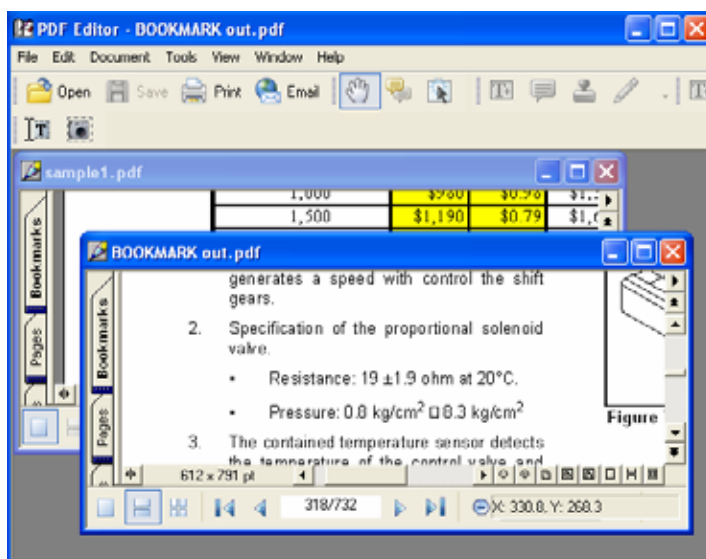 PDF Editor - BOOKMARK out.pdf
File Edit Document Tools View Window Help
Open Save Print Email
sample1.pdf
1,000 $980 $0.98
1,500 $1,190 $0.79
Bookmarks
Pages
BOOKMARK out.pdf
Bookmarks
Pages
generates a speed with control the shift
gears.
2. Specification of the proportional solenoid
valve.
• Resistance: 19 ±1.9 ohm at 20°C.
• Pressure: 0.8 kg/cm² □ 8.3 kg/cm²
Figure
3. The contained temperature sensor detects
the temperature of the control valve and
612 x 791 pt
318/732
X: 330.8, Y: 268.3